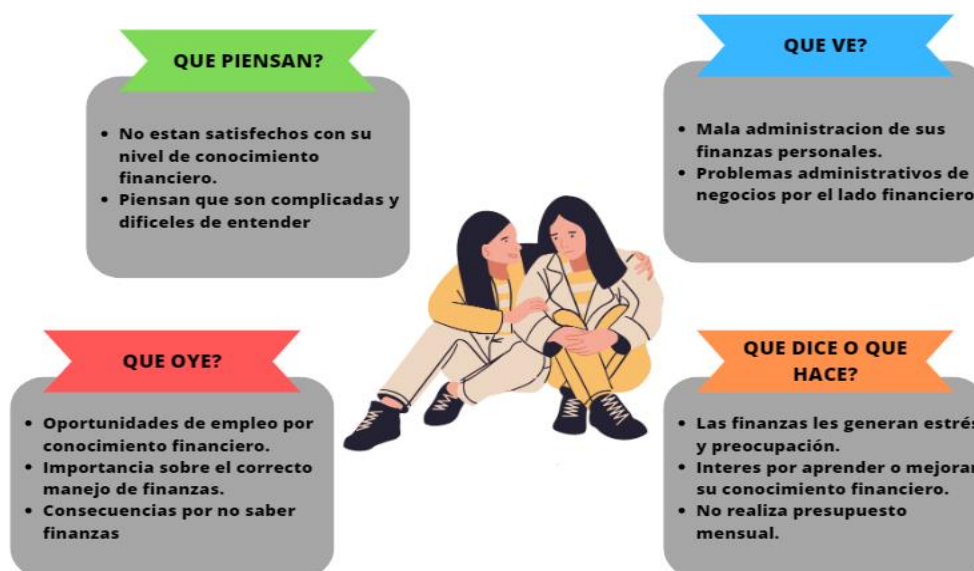 QUE PIENSAN?
• No estan satisfechos con su
nivel de conocimiento
financiero.
• Piensan que son complicadas y
dificeles de entender
QUE VE?
• Mala administracion de sus
finanzas personales.
• Problemas administrativos de
negocios por el lado financiero
QUE OYE?
• Oportunidades de empleo por
conocimiento financiero.
• Importancia sobre el correcto
manejo de finanzas.
• Consecuencias por no saber
finanzas
QUE DICE O QUE
HACE?
• Las finanzas les generan estrés
y preocupación.
• Interes por aprender o mejorar
su conocimiento financiero.
• No realiza presupuesto
mensual.